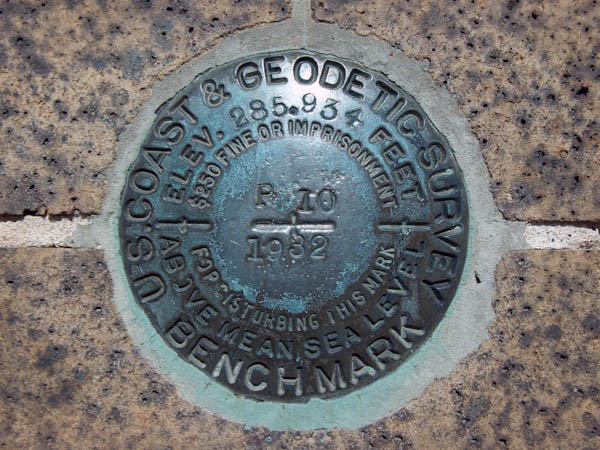 U.S. COAST & GEODETIC SURVEY
BENCH MARK
ELEV. 285.934 FEET
ABOVE MEAN SEA LEVEL
$250 FINE OR IMPRISONMENT
FOR DISTURBING THIS MARK
P 10
1932